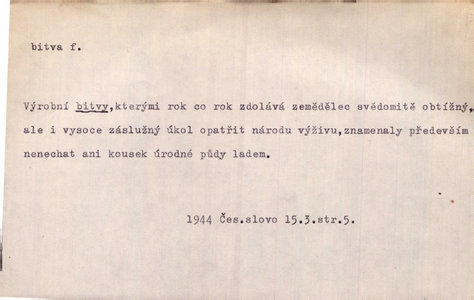 bitva f.
Výrobní bitvy,kterými rok co rok zdolává zemědělec svědomitě obtížný,
ale i vysoce záslužný úkol opatřit národu výživu,znamenaly především
nenechat ani kousek úrodné půdy ladem.
1944 Čes.slovo 15.3.str.5.